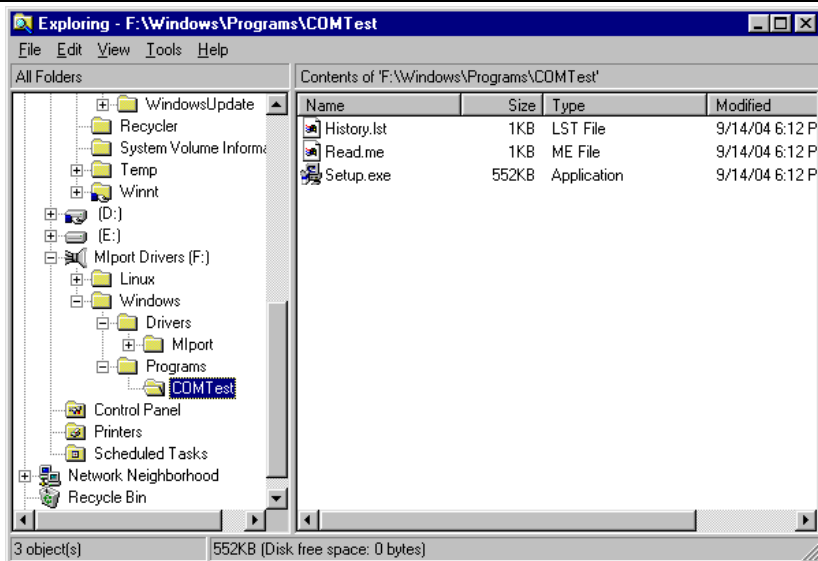 Exploring - F:\Windows\Programs\COMTest
File Edit View Tools Help
All Folders
Contents of 'F:\Windows\Programs\COMTest'
WindowsUpdate
Recycler
System Volume Informa
Temp
Winnt
(D:)
(E:)
MIport Drivers (F:)
Linux
Windows
Drivers
MIport
Programs
COMTest
Control Panel
Printers
Scheduled Tasks
Network Neighborhood
Recycle Bin
Name Size Type Modified
History.lst 1KB LST File 9/14/04 6:12 P
Read.me 1KB ME File 9/14/04 6:12 P
Setup.exe 552KB Application 9/14/04 6:12 P
3 object(s)
552KB (Disk free space: 0 bytes)